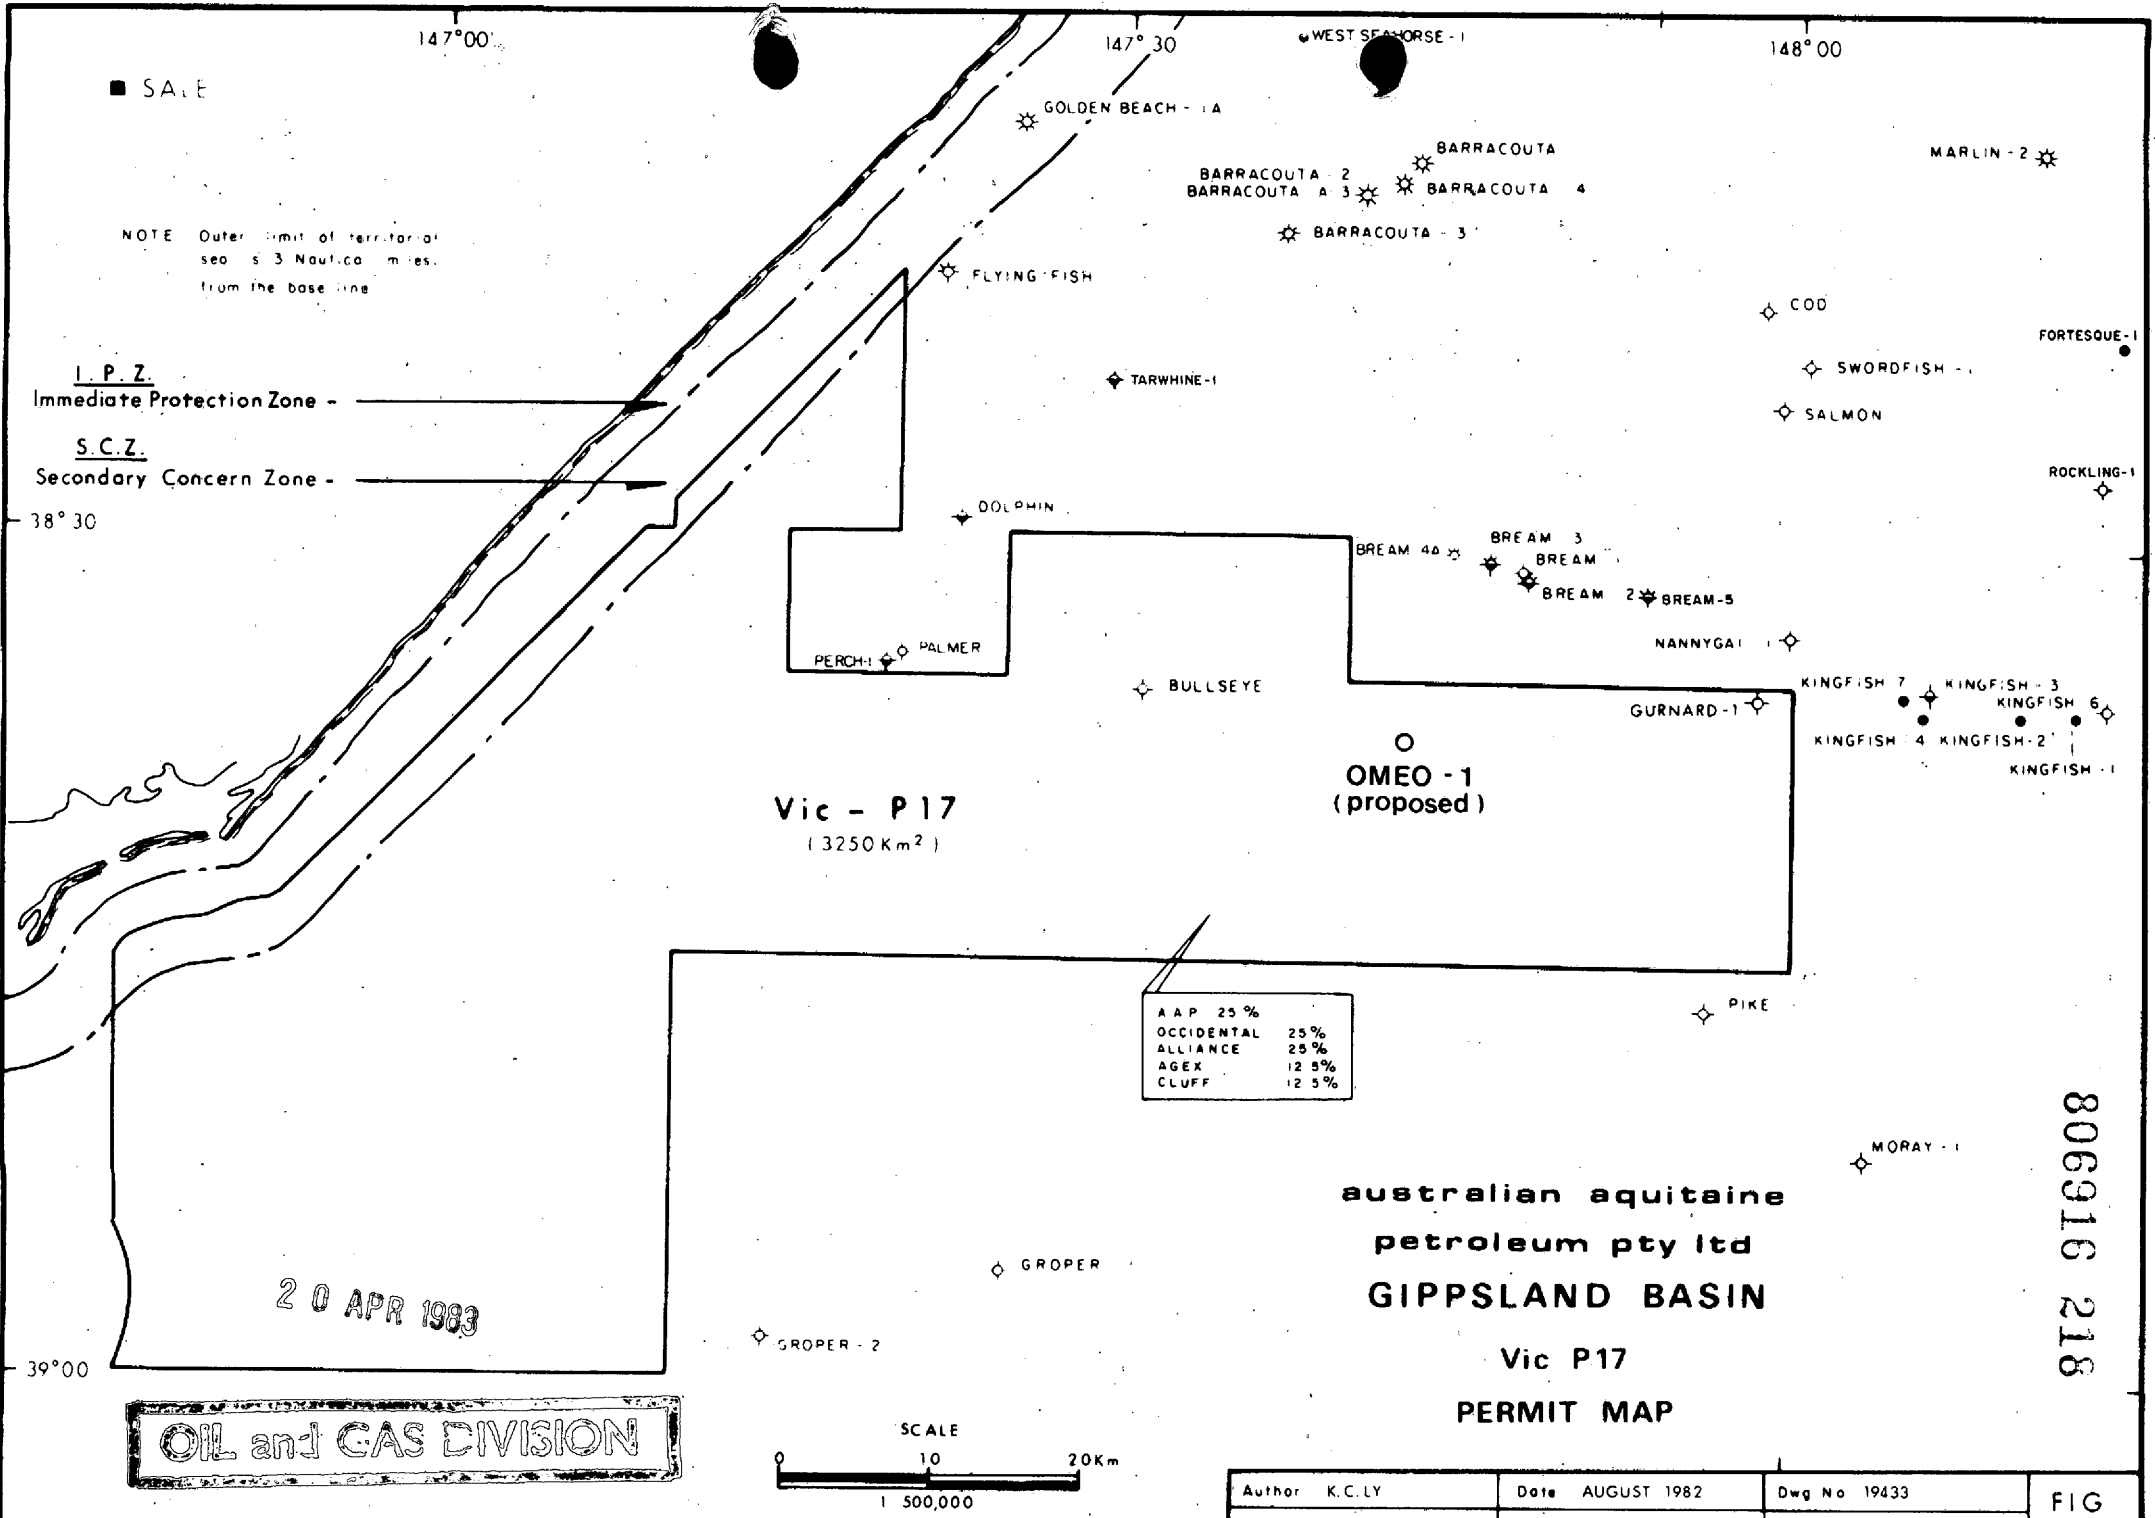 147°00'
147°30
148°00
WEST SEAHORSE - 1
■ SALE
GOLDEN BEACH - 1A
BARRACOUTA
MARLIN - 2
BARRACOUTA 2
BARRACOUTA A 3
BARRACOUTA 4
BARRACOUTA - 3
NOTE Outer limit of territorial
sea is 3 Nautical miles.
from the base line
FLYING FISH
COD
FORTESQUE-1
I. P. Z.
Immediate Protection Zone -
TARWHINE-1
SWORDFISH - 1
SALMON
S.C.Z.
Secondary Concern Zone -
ROCKLING-1
38°30
DOLPHIN
BREAM 4A
BREAM 3
BREAM
BREAM 2
BREAM-5
NANNYGAI 1
PERCH-1
PALMER
BULLSEYE
GURNARD-1
KINGFISH 7
KINGFISH - 3
KINGFISH 6
KINGFISH 4
KINGFISH-2
KINGFISH - 1
OMEO - 1
(proposed)
Vic - P17
(3250 Km²)
AAP 25%
OCCIDENTAL 25%
ALLIANCE 25%
AGEX 12 5%
CLUFF 12 5%
PIKE
MORAY - 1
806916 218
australian aquitaine
petroleum pty ltd
GIPPSLAND BASIN
Vic P17
PERMIT MAP
GROPER
GROPER - 2
20 APR 1983
39°00
OIL and GAS DIVISION
SCALE
0 10 20Km
1 500,000
Author K.C.LY
Date AUGUST 1982
Dwg No 19433
FIG